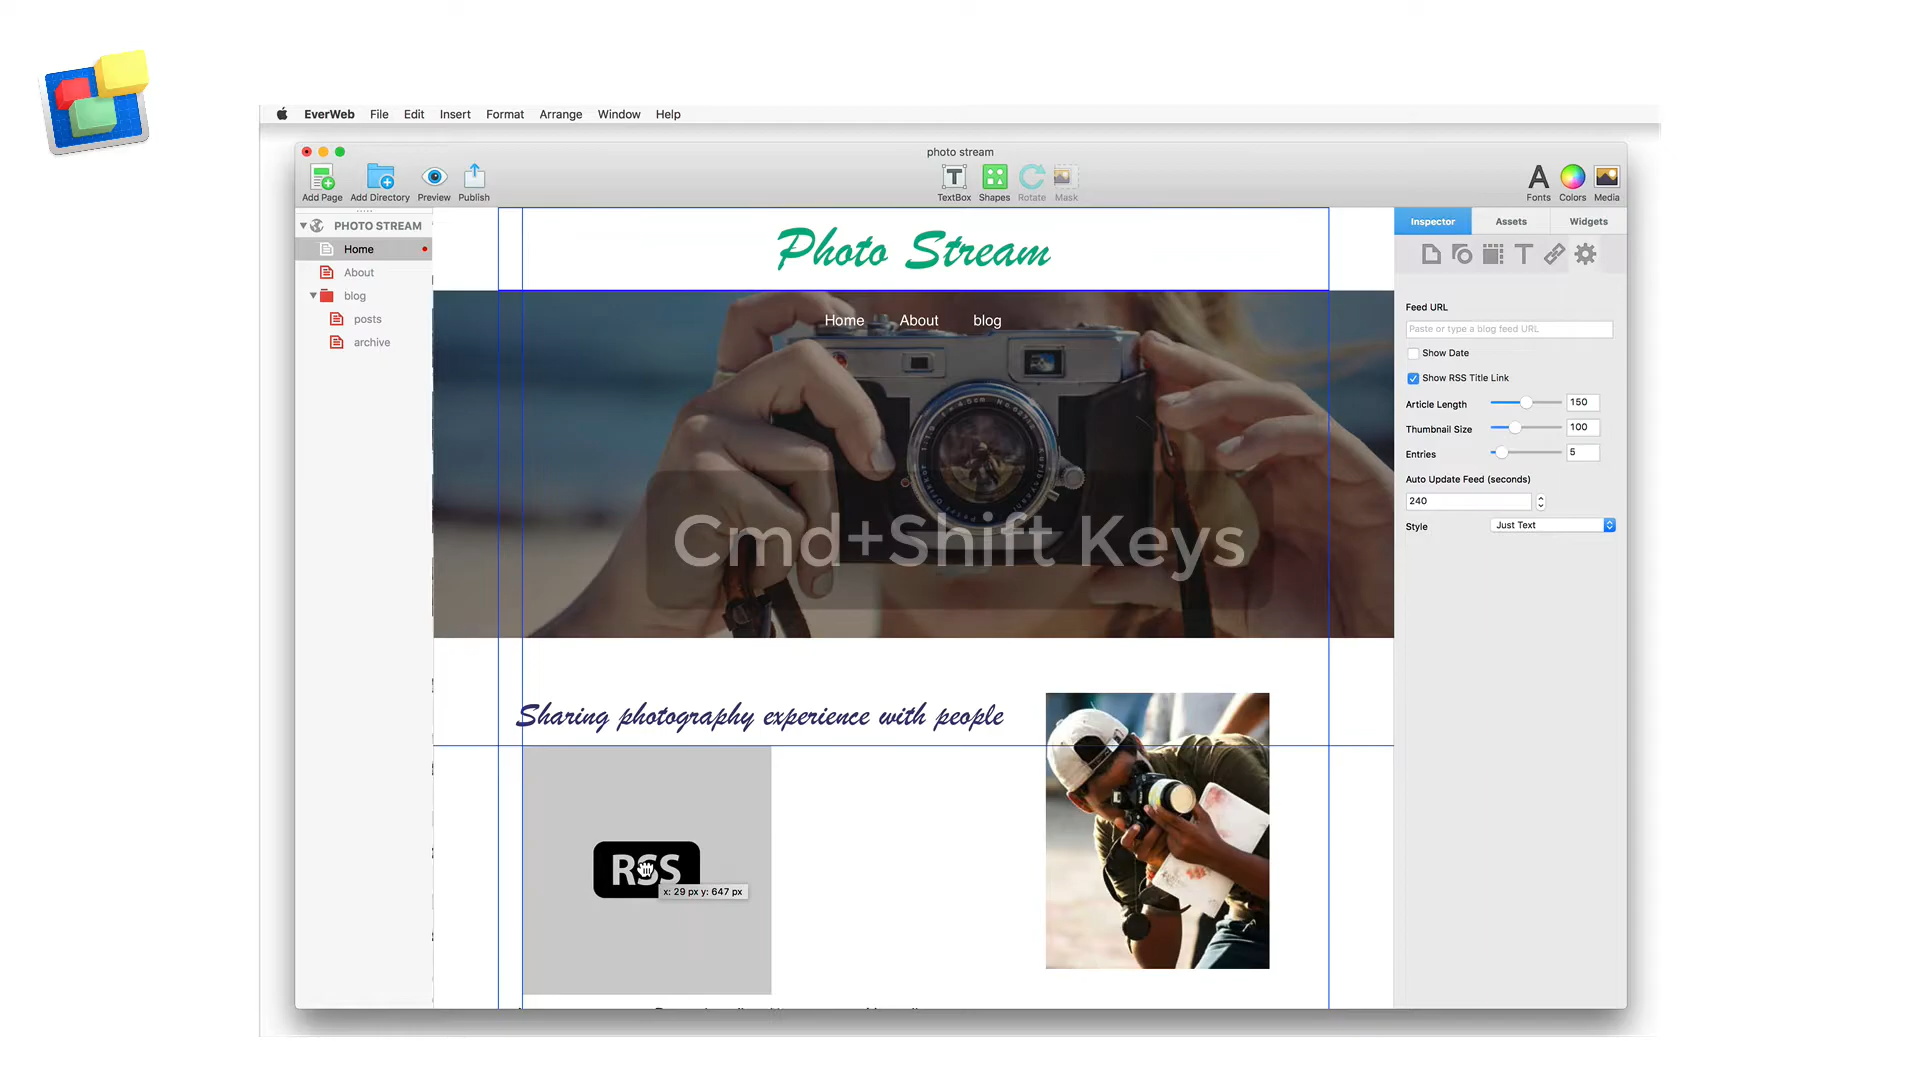 EverWeb File Edit Insert Format Arrange Window Help
photo stream
Add Page Add Directory Preview Publish
TextBox Shapes Rotate Mask
Fonts Colors Media
PHOTO STREAM
Home
About
blog
posts
archive
Photo Stream
Home About blog
Cmd+Shift Keys
Sharing photography experience with people
RSS
x: 29 px y: 647 px
Inspector Assets Widgets
Feed URL
Paste or type a blog feed URL
Show Date
Show RSS Title Link
Article Length 150
Thumbnail Size 100
Entries 5
Auto Update Feed (seconds)
240
Style Just Text